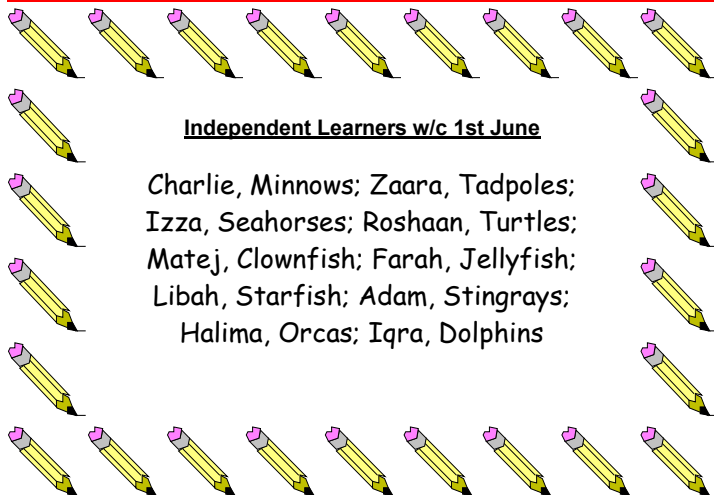 Independent Learners w/c 1st June
Charlie, Minnows; Zaara, Tadpoles;
Izza, Seahorses; Roshaan, Turtles;
Matej, Clownfish; Farah, Jellyfish;
Libah, Starfish; Adam, Stingrays;
Halima, Orcas; Iqra, Dolphins